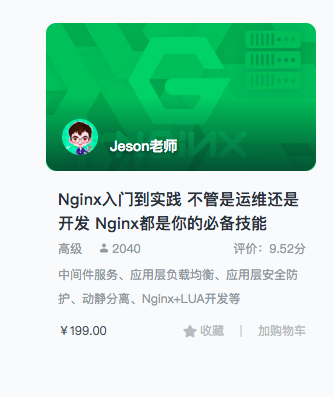 NGINX
Jeson老师
Nginx入门到实践 不管是运维还是
开发 Nginx都是你的必备技能
高级 2040 评价：9.52分
中间件服务、应用层负载均衡、应用层安全防
护、动静分离、Nginx+LUA开发等
￥199.00 收藏 | 加购物车